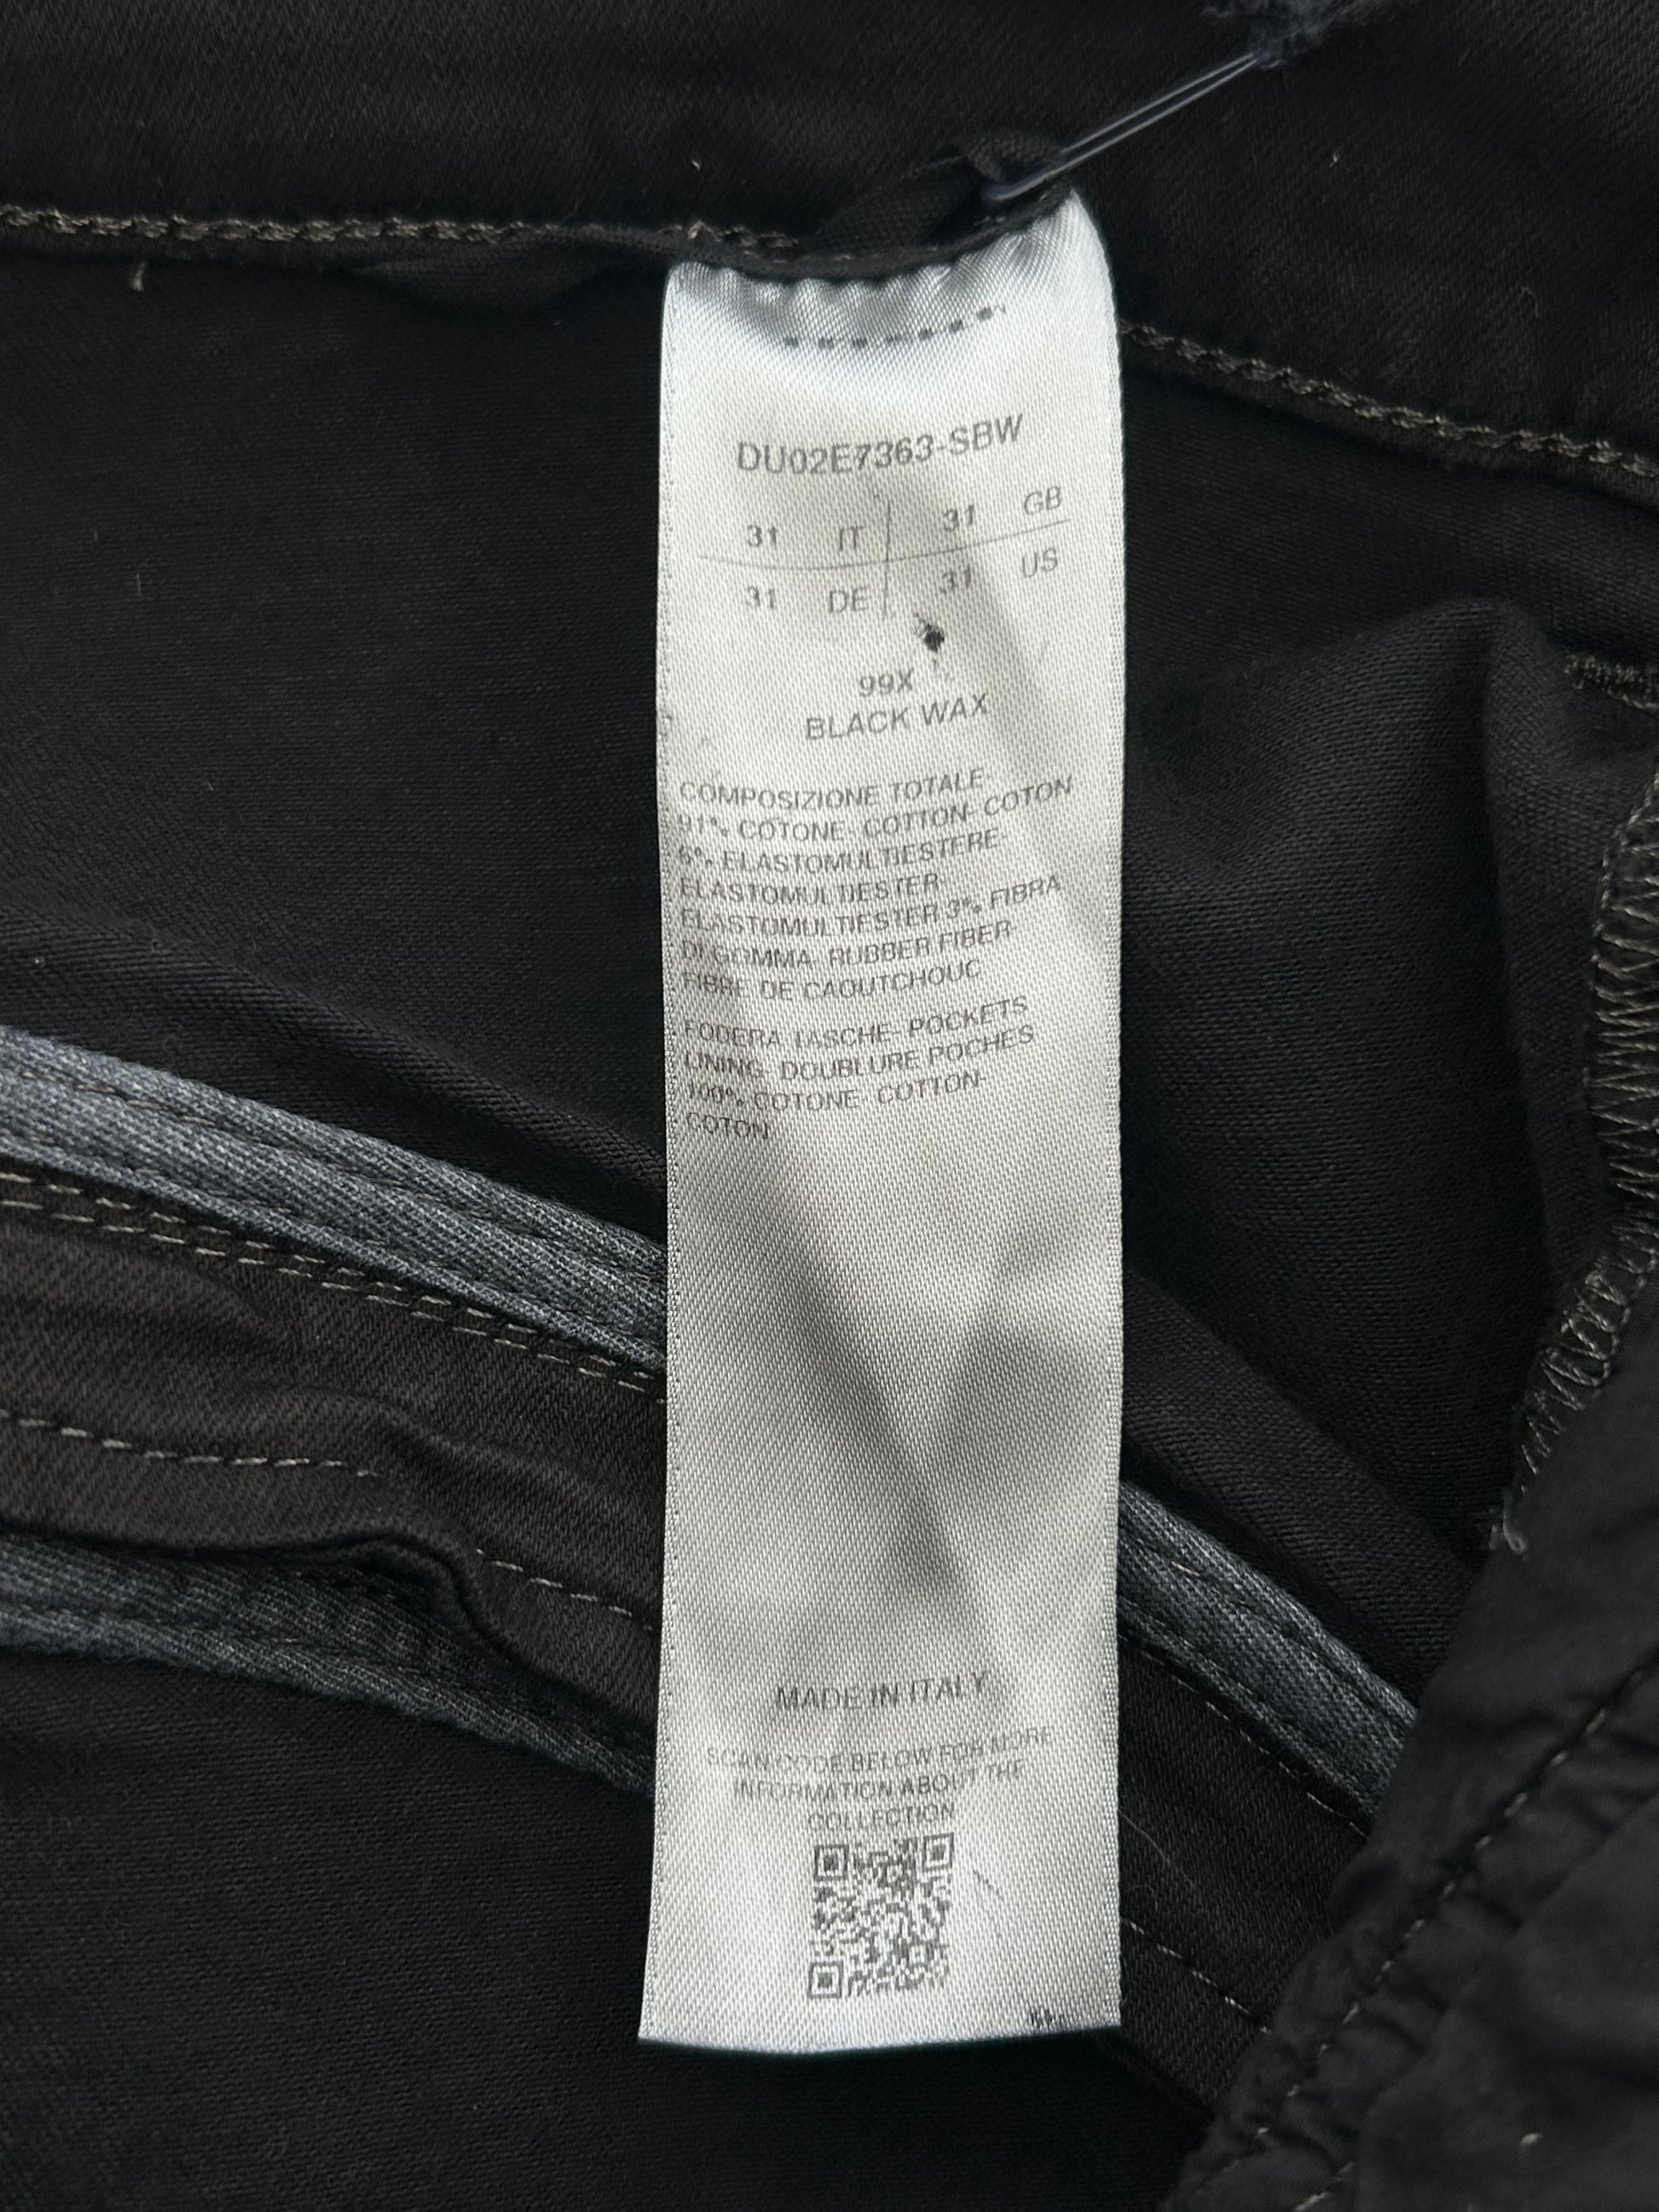 DU02E7363-SBW
31 IT 31 GB
31 DE 31 US
99X
BLACK WAX
COMPOSIZIONE TOTALE-
91% COTONE- COTTON- COTON
6%- ELASTOMULTIESTERE-
ELASTOMULTIESTER-
ELASTOMULTIESTER 3% FIBRA
DI GOMMA- RUBBER FIBER-
FIBRE DE CAOUTCHOUC
FODERA TASCHE- POCKETS
LINING- DOUBLURE POCHES
100% COTONE- COTTON-
COTON
MADE IN ITALY
SCAN CODE BELOW FOR MORE
INFORMATION ABOUT THE
COLLECTION